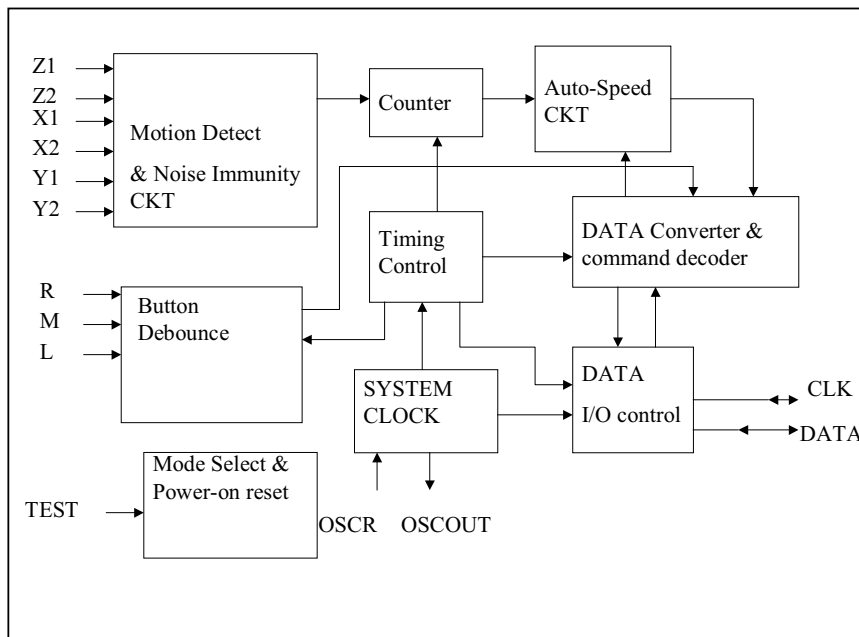 Z1
Z2
X1
X2
Y1
Y2
Motion Detect
& Noise Immunity
CKT
Counter
Auto-Speed
CKT
Timing
Control
DATA Converter &
command decoder
R
M
L
Button
Debounce
SYSTEM
CLOCK
DATA
I/O control
CLK
DATA
Mode Select &
Power-on reset
TEST
OSCR
OSCOUT